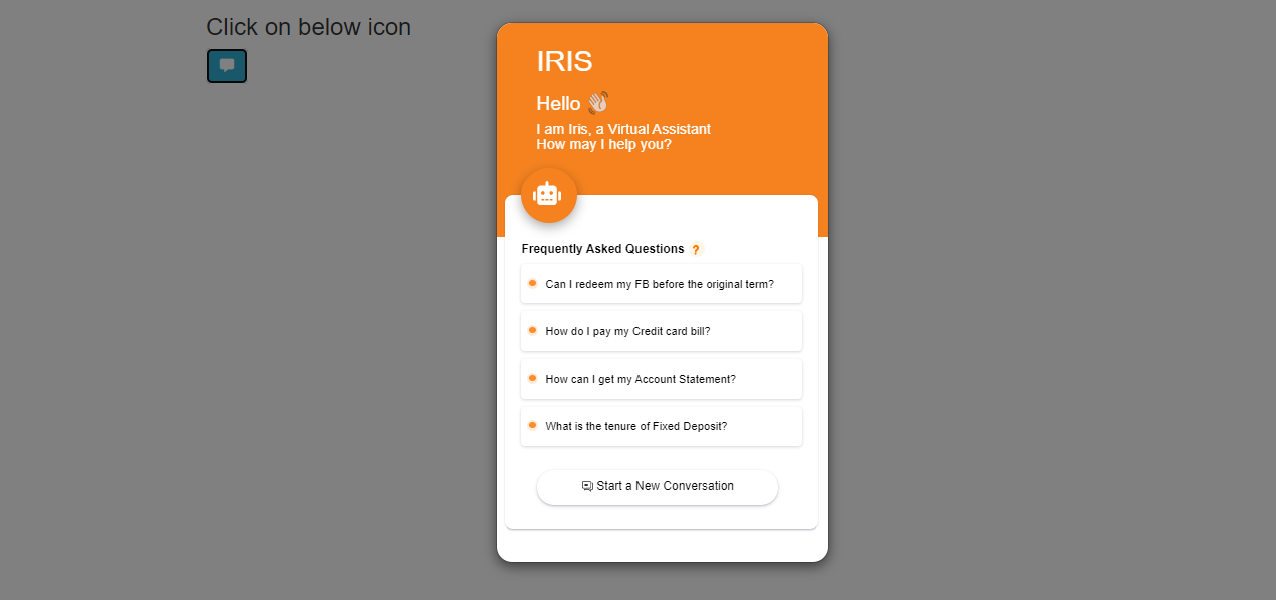 Click on below icon
IRIS
Hello 👋
I am Iris, a Virtual Assistant
How may I help you?
Frequently Asked Questions ?
Can I redeem my FB before the original term?
How do I pay my Credit card bill?
How can I get my Account Statement?
What is the tenure of Fixed Deposit?
Start a New Conversation